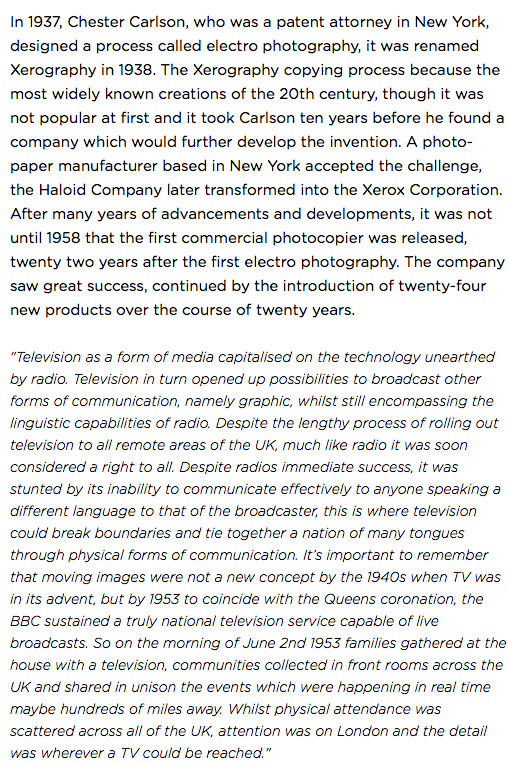 In 1937, Chester Carlson, who was a patent attorney in New York,
designed a process called electro photography, it was renamed
Xerography in 1938. The Xerography copying process because the
most widely known creations of the 20th century, though it was
not popular at first and it took Carlson ten years before he found a
company which would further develop the invention. A photo-
paper manufacturer based in New York accepted the challenge,
the Haloid Company later transformed into the Xerox Corporation.
After many years of advancements and developments, it was not
until 1958 that the first commercial photocopier was released,
twenty two years after the first electro photography. The company
saw great success, continued by the introduction of twenty-four
new products over the course of twenty years.
"Television as a form of media capitalised on the technology unearthed
by radio. Television in turn opened up possibilities to broadcast other
forms of communication, namely graphic, whilst still encompassing the
linguistic capabilities of radio. Despite the lengthy process of rolling out
television to all remote areas of the UK, much like radio it was soon
considered a right to all. Despite radios immediate success, it was
stunted by its inability to communicate effectively to anyone speaking a
different language to that of the broadcaster, this is where television
could break boundaries and tie together a nation of many tongues
through physical forms of communication. It's important to remember
that moving images were not a new concept by the 1940s when TV was
in its advent, but by 1953 to coincide with the Queens coronation, the
BBC sustained a truly national television service capable of live
broadcasts. So on the morning of June 2nd 1953 families gathered at the
house with a television, communities collected in front rooms across the
UK and shared in unison the events which were happening in real time
maybe hundreds of miles away. Whilst physical attendance was
scattered across all of the UK, attention was on London and the detail
was wherever a TV could be reached."